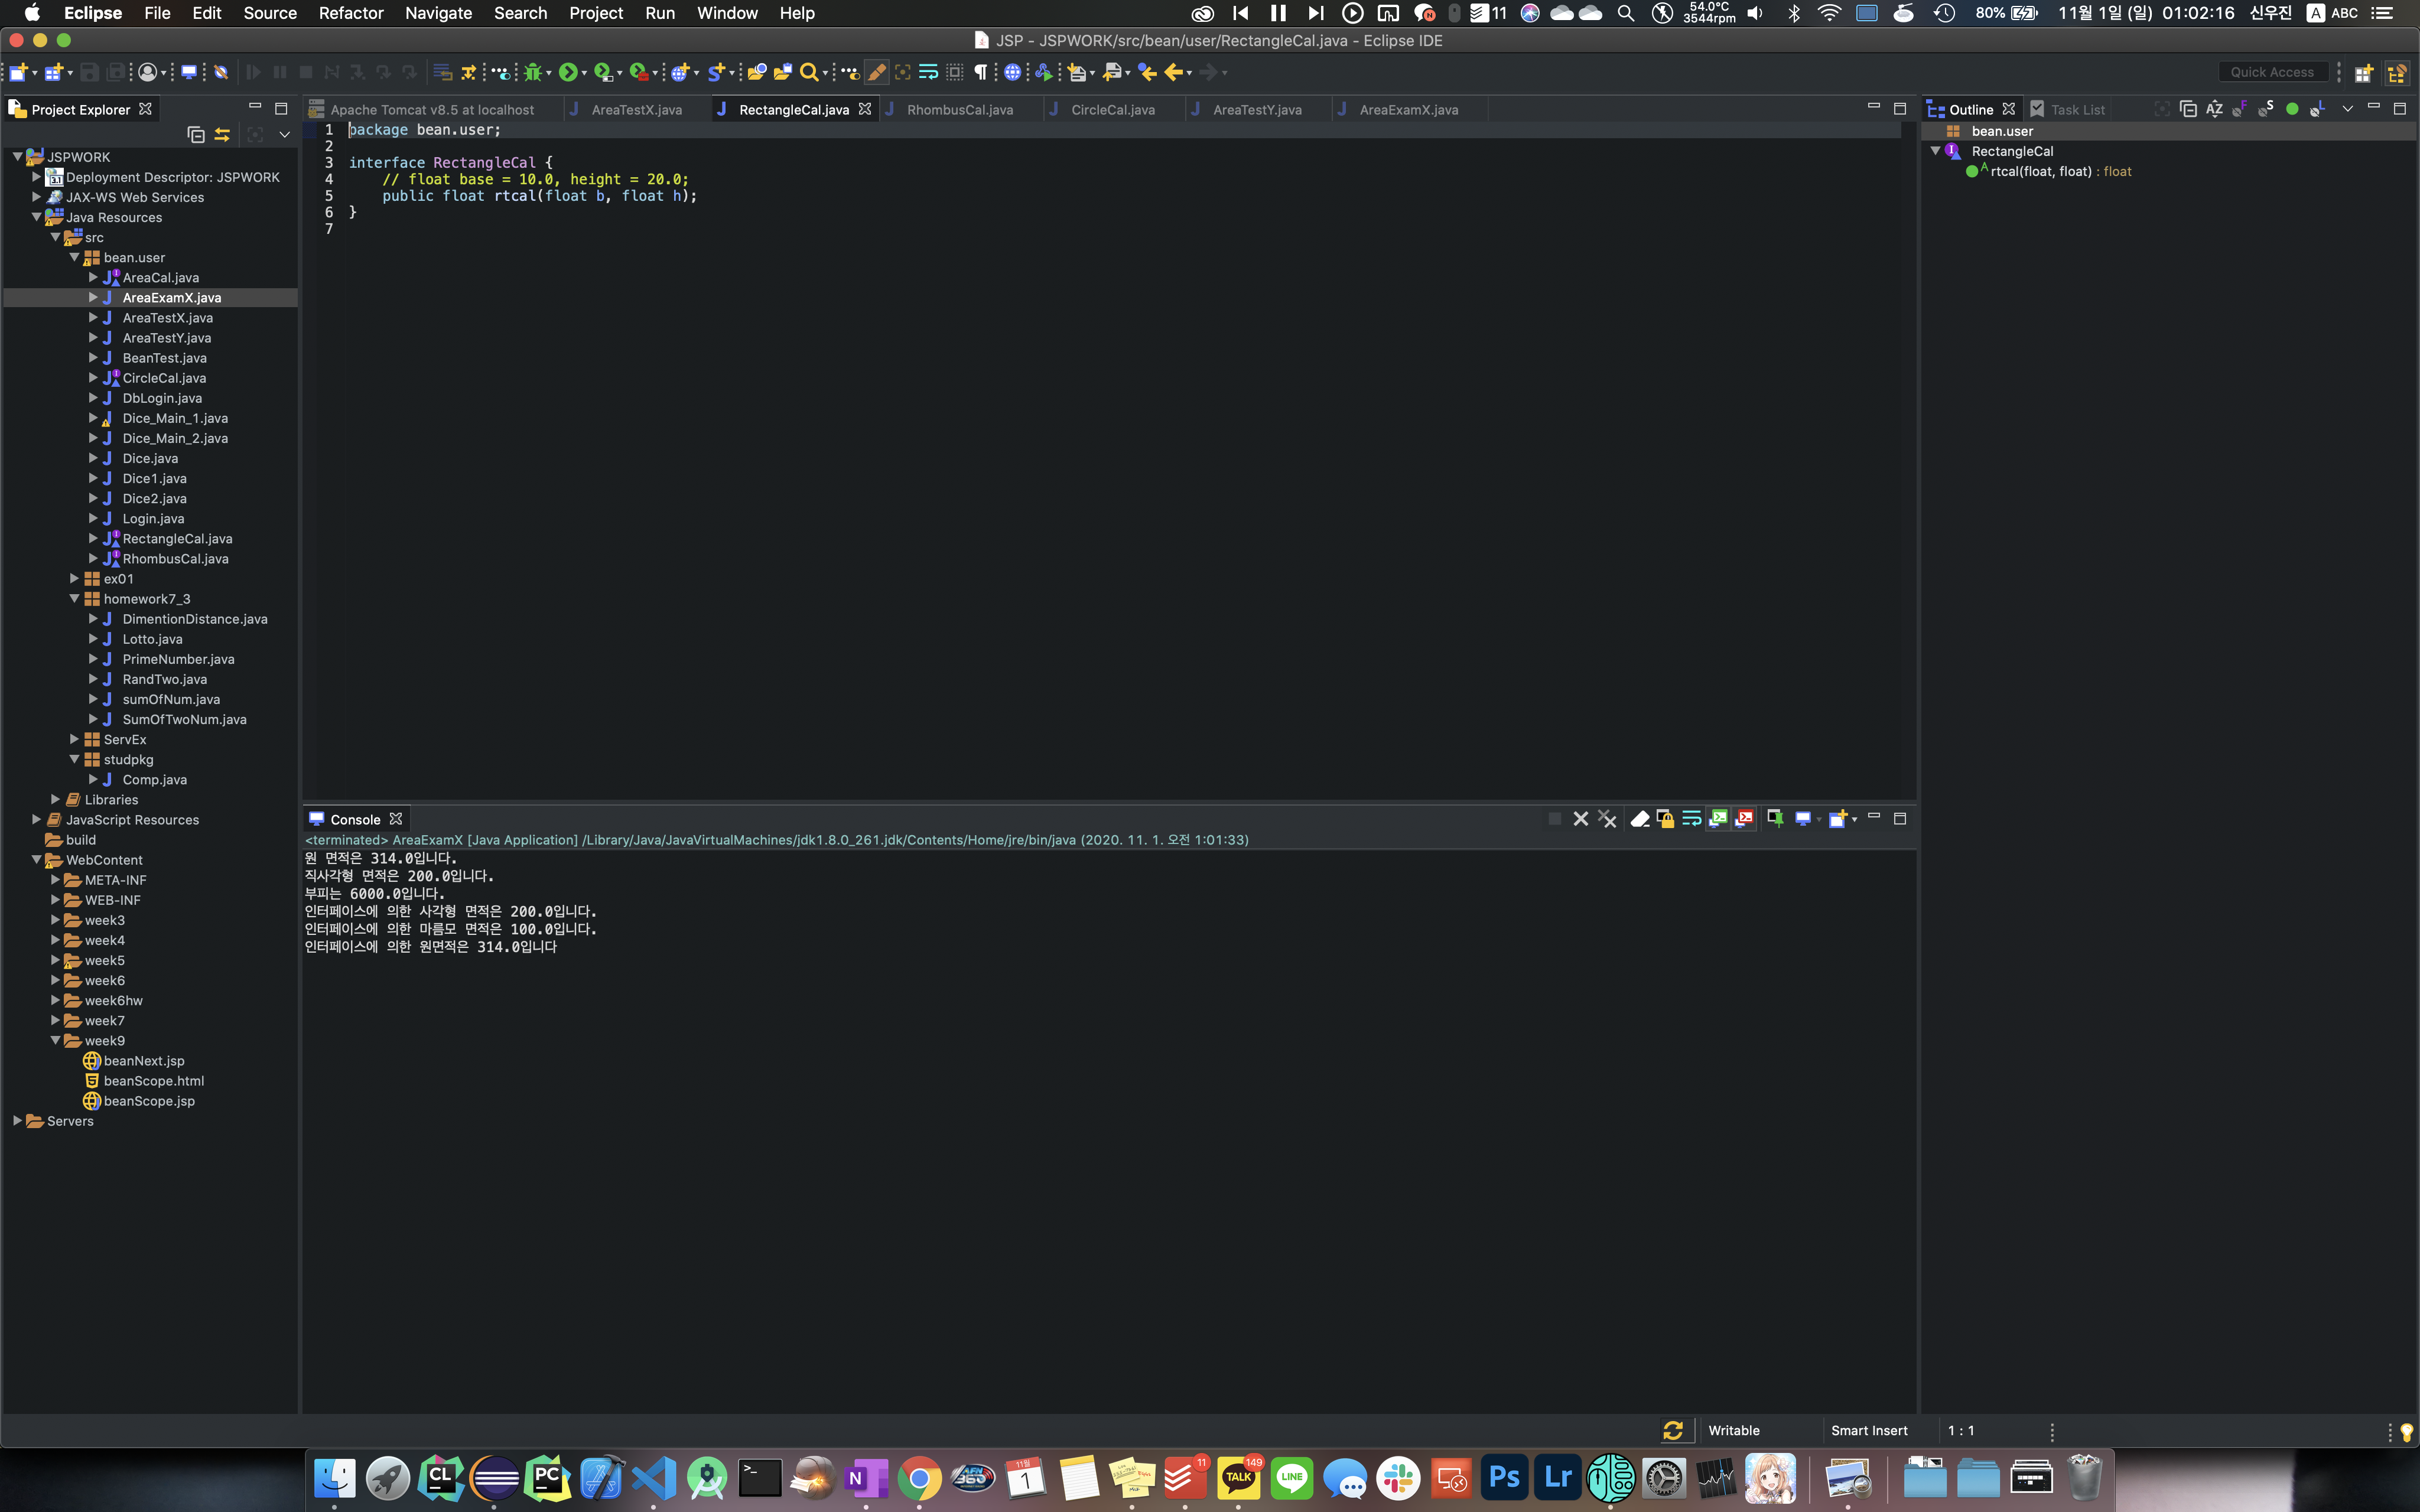 Eclipse File Edit Source Refactor Navigate Search Project Run Window Help
11 54.0°C 3544rpm 80% 11월 1일 (일) 01:02:16 신우진 A ABC
JSP - JSPWORK/src/bean/user/RectangleCal.java - Eclipse IDE
Quick Access
Project Explorer
JSPWORK
Deployment Descriptor: JSPWORK
JAX-WS Web Services
Java Resources
src
bean.user
AreaCal.java
AreaExamX.java
AreaTestX.java
AreaTestY.java
BeanTest.java
CircleCal.java
DbLogin.java
Dice_Main_1.java
Dice_Main_2.java
Dice.java
Dice1.java
Dice2.java
Login.java
RectangleCal.java
RhombusCal.java
ex01
homework7_3
DimentionDistance.java
Lotto.java
PrimeNumber.java
RandTwo.java
sumOfNum.java
SumOfTwoNum.java
ServEx
studpkg
Comp.java
Libraries
JavaScript Resources
build
WebContent
META-INF
WEB-INF
week3
week4
week5
week6
week6hw
week7
week9
beanNext.jsp
beanScope.html
beanScope.jsp
Servers
Apache Tomcat v8.5 at localhost AreaTestX.java RectangleCal.java RhombusCal.java CircleCal.java AreaTestY.java AreaExamX.java
1 package bean.user;
2
3 interface RectangleCal {
4 // float base = 10.0, height = 20.0;
5 public float rtcal(float b, float h);
6 }
7
Outline Task List
bean.user
RectangleCal
rtcal(float, float) : float
Console
<terminated> AreaExamX [Java Application] /Library/Java/JavaVirtualMachines/jdk1.8.0_261.jdk/Contents/Home/jre/bin/java (2020. 11. 1. 오전 1:01:33)
원 면적은 314.0입니다.
직사각형 면적은 200.0입니다.
부피는 6000.0입니다.
인터페이스에 의한 사각형 면적은 200.0입니다.
인터페이스에 의한 마름모 면적은 100.0입니다.
인터페이스에 의한 원면적은 314.0입니다
Writable Smart Insert 1 : 1
CL PC N 11월 1 11 TALK 149 LINE Ps Lr